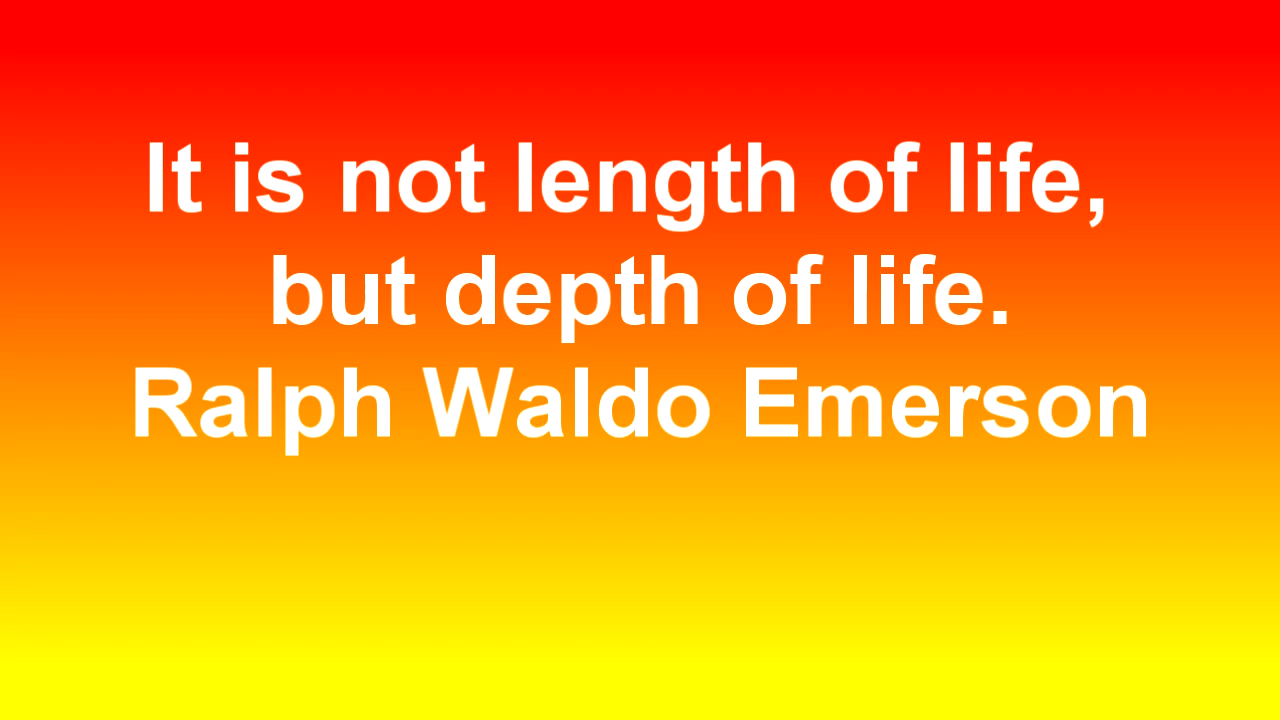 It is not length of life,
but depth of life.
Ralph Waldo Emerson